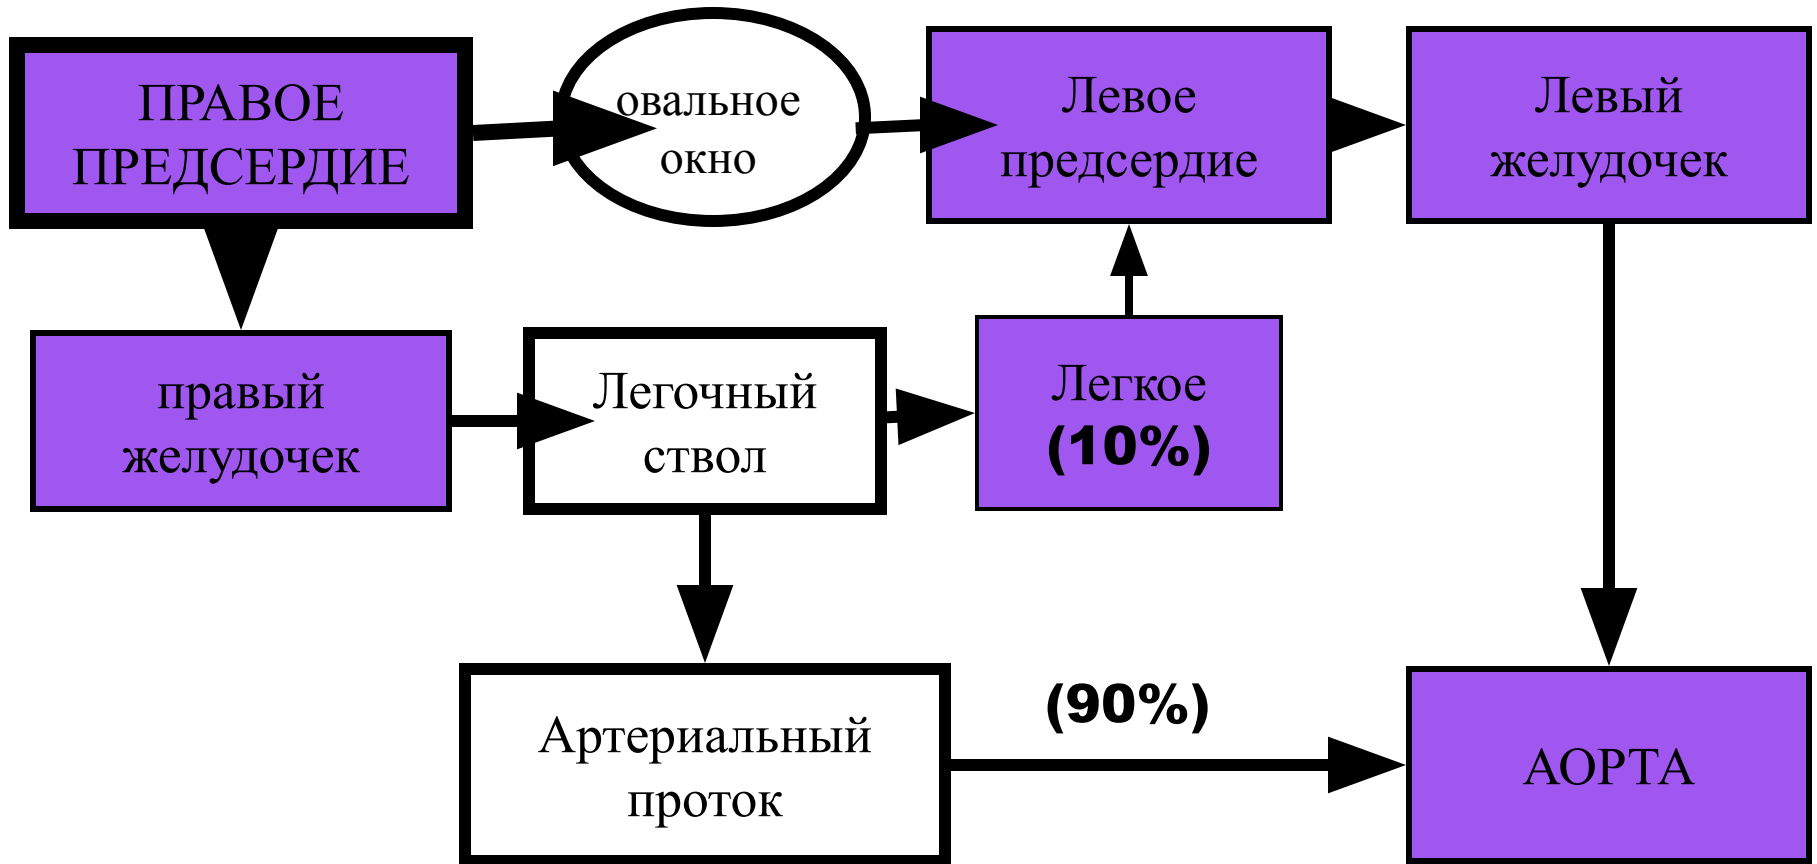 ПРАВОЕ
ПРЕДСЕРДИЕ
овальное
окно
Левое
предсердие
Левый
желудочек
правый
желудочек
Легочный
ствол
Легкое
(10%)
Артериальный
проток
(90%)
АОРТА